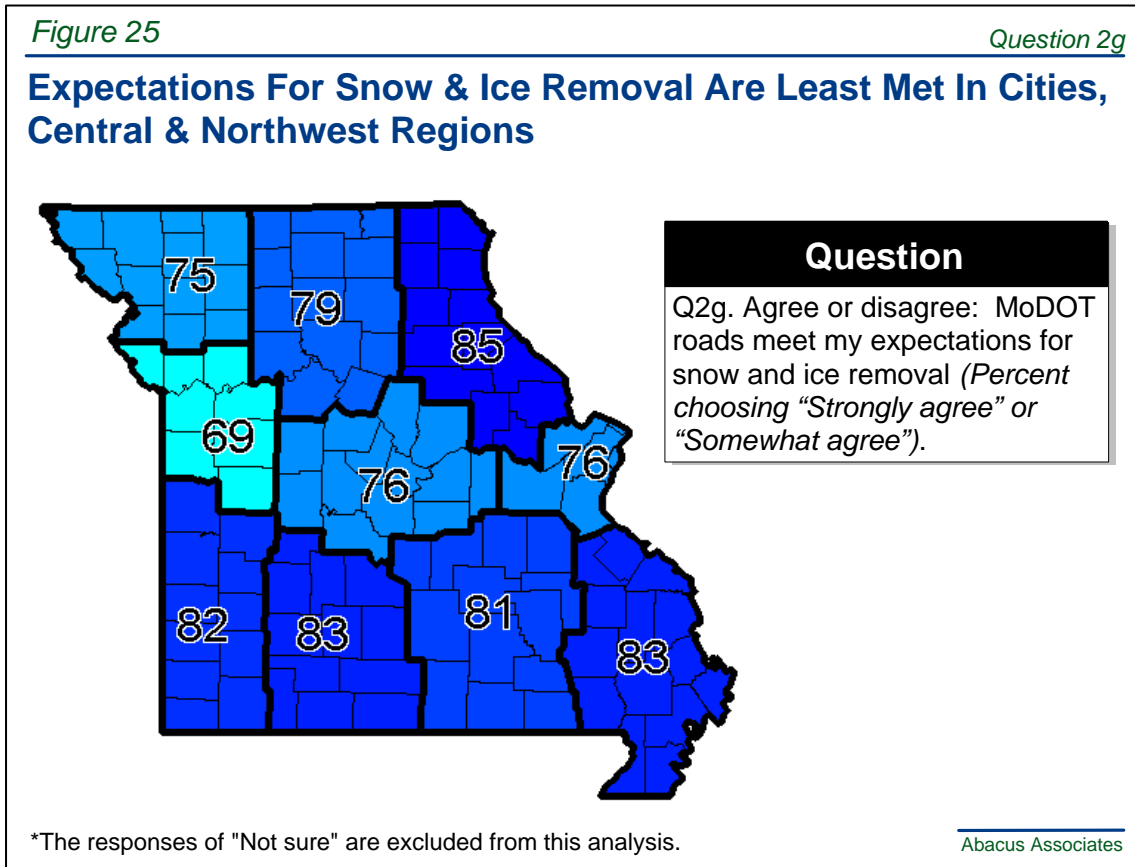 Figure 25
Question 2g
Expectations For Snow & Ice Removal Are Least Met In Cities,
Central & Northwest Regions
75
79
85
69
76
76
82
83
81
83
Question
Q2g. Agree or disagree:  MoDOT
roads meet my expectations for
snow and ice removal (Percent
choosing “Strongly agree” or
“Somewhat agree”).
*The responses of "Not sure" are excluded from this analysis.
Abacus Associates